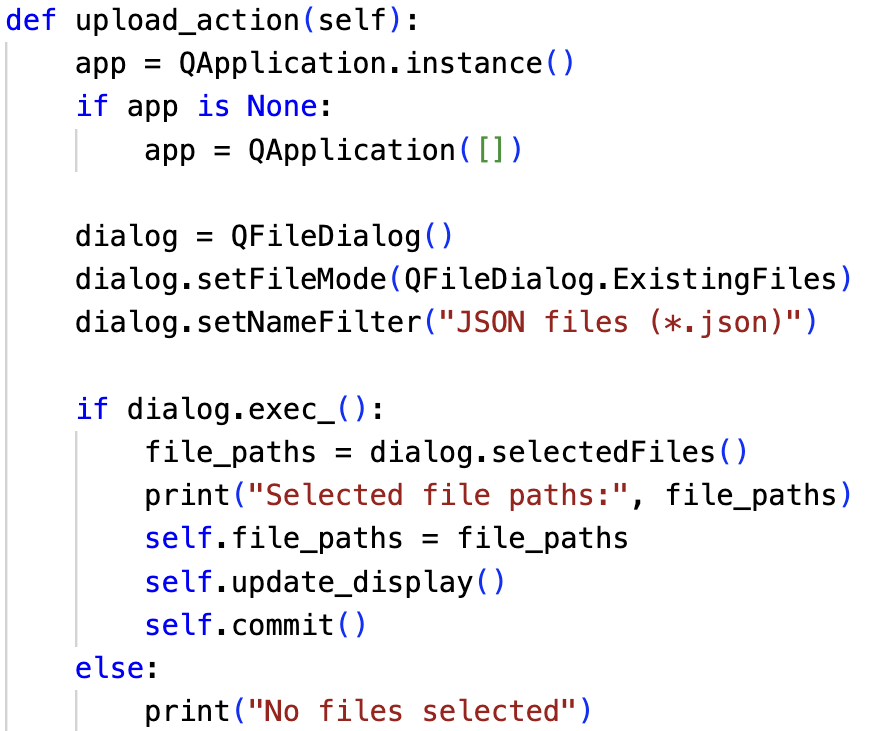 def upload_action(self):
    app = QApplication.instance()
    if app is None:
        app = QApplication([])

    dialog = QFileDialog()
    dialog.setFileMode(QFileDialog.ExistingFiles)
    dialog.setNameFilter("JSON files (*.json)")

    if dialog.exec_():
        file_paths = dialog.selectedFiles()
        print("Selected file paths:", file_paths)
        self.file_paths = file_paths
        self.update_display()
        self.commit()
    else:
        print("No files selected")